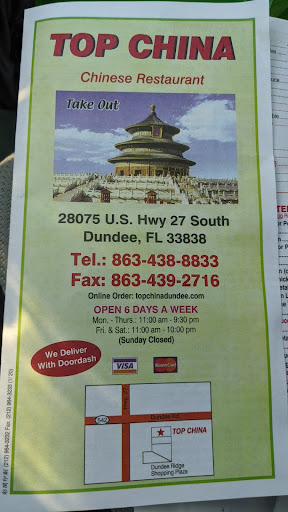 TOP CHINA
Chinese Restaurant
Take Out
28075 U.S. Hwy 27 South
Dundee, FL 33838
Tel.: 863-438-8833
Fax: 863-439-2716
Online Order: topchinadundee.com
OPEN 6 DAYS A WEEK
Mon. - Thurs.: 11:00 am - 9:30 pm
Fri. & Sat.: 11:00 am - 10:00 pm
(Sunday Closed)
We Deliver
With Doordash
VISA
MasterCard
Dundee Rd.
TOP CHINA
Dundee Ridge
Shopping Plaza